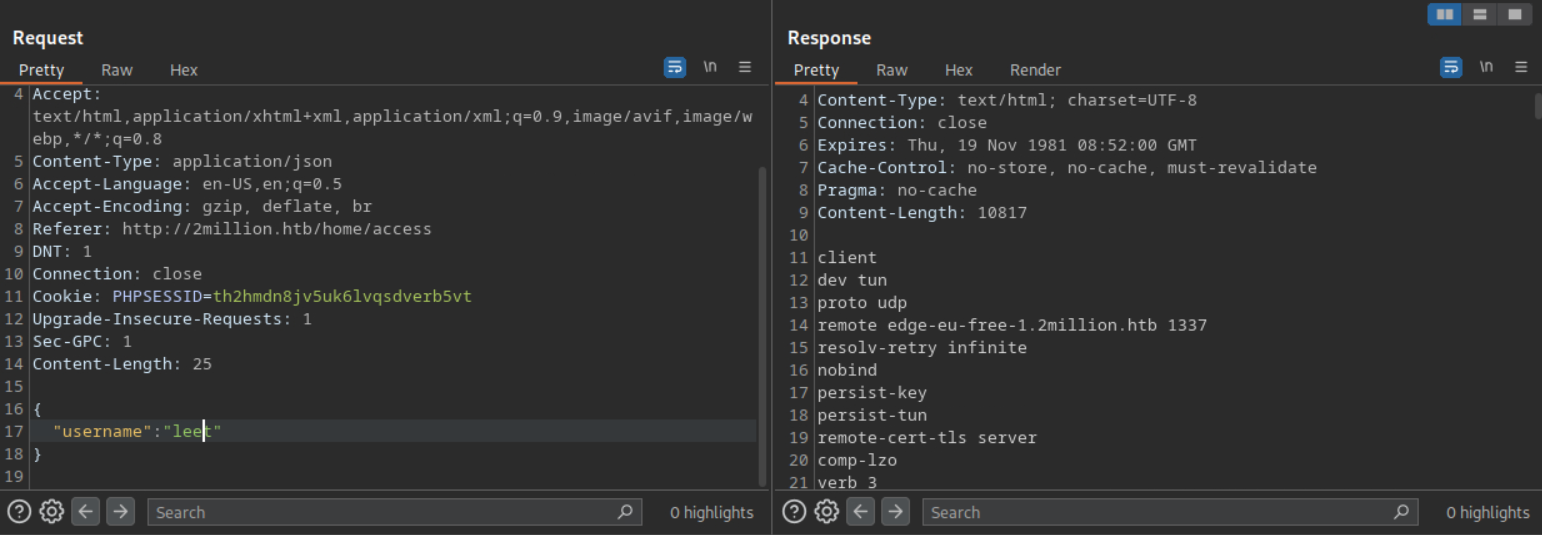 Request
Pretty Raw Hex \n
4 Accept:
text/html,application/xhtml+xml,application/xml;q=0.9,image/avif,image/w
ebp,*/*;q=0.8
5 Content-Type: application/json
6 Accept-Language: en-US,en;q=0.5
7 Accept-Encoding: gzip, deflate, br
8 Referer: http://2million.htb/home/access
9 DNT: 1
10 Connection: close
11 Cookie: PHPSESSID=th2hmdn8jv5uk6lvqsdverb5vt
12 Upgrade-Insecure-Requests: 1
13 Sec-GPC: 1
14 Content-Length: 25
15
16 {
17 "username":"leet"
18 }
19
Search 0 highlights
Response
Pretty Raw Hex Render \n
4 Content-Type: text/html; charset=UTF-8
5 Connection: close
6 Expires: Thu, 19 Nov 1981 08:52:00 GMT
7 Cache-Control: no-store, no-cache, must-revalidate
8 Pragma: no-cache
9 Content-Length: 10817
10
11 client
12 dev tun
13 proto udp
14 remote edge-eu-free-1.2million.htb 1337
15 resolv-retry infinite
16 nobind
17 persist-key
18 persist-tun
19 remote-cert-tls server
20 comp-lzo
21 verb 3
Search 0 highlights